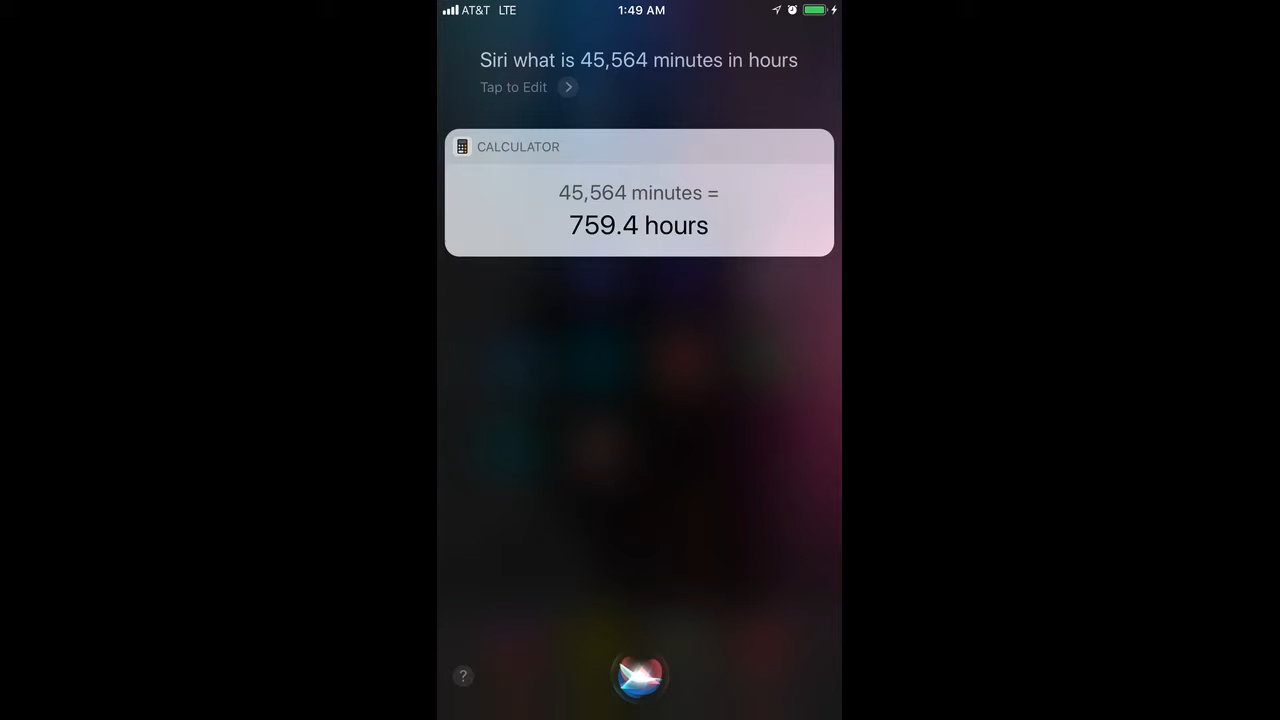 AT&T LTE 1:49 AM
Siri what is 45,564 minutes in hours
Tap to Edit
CALCULATOR
45,564 minutes =
759.4 hours
?